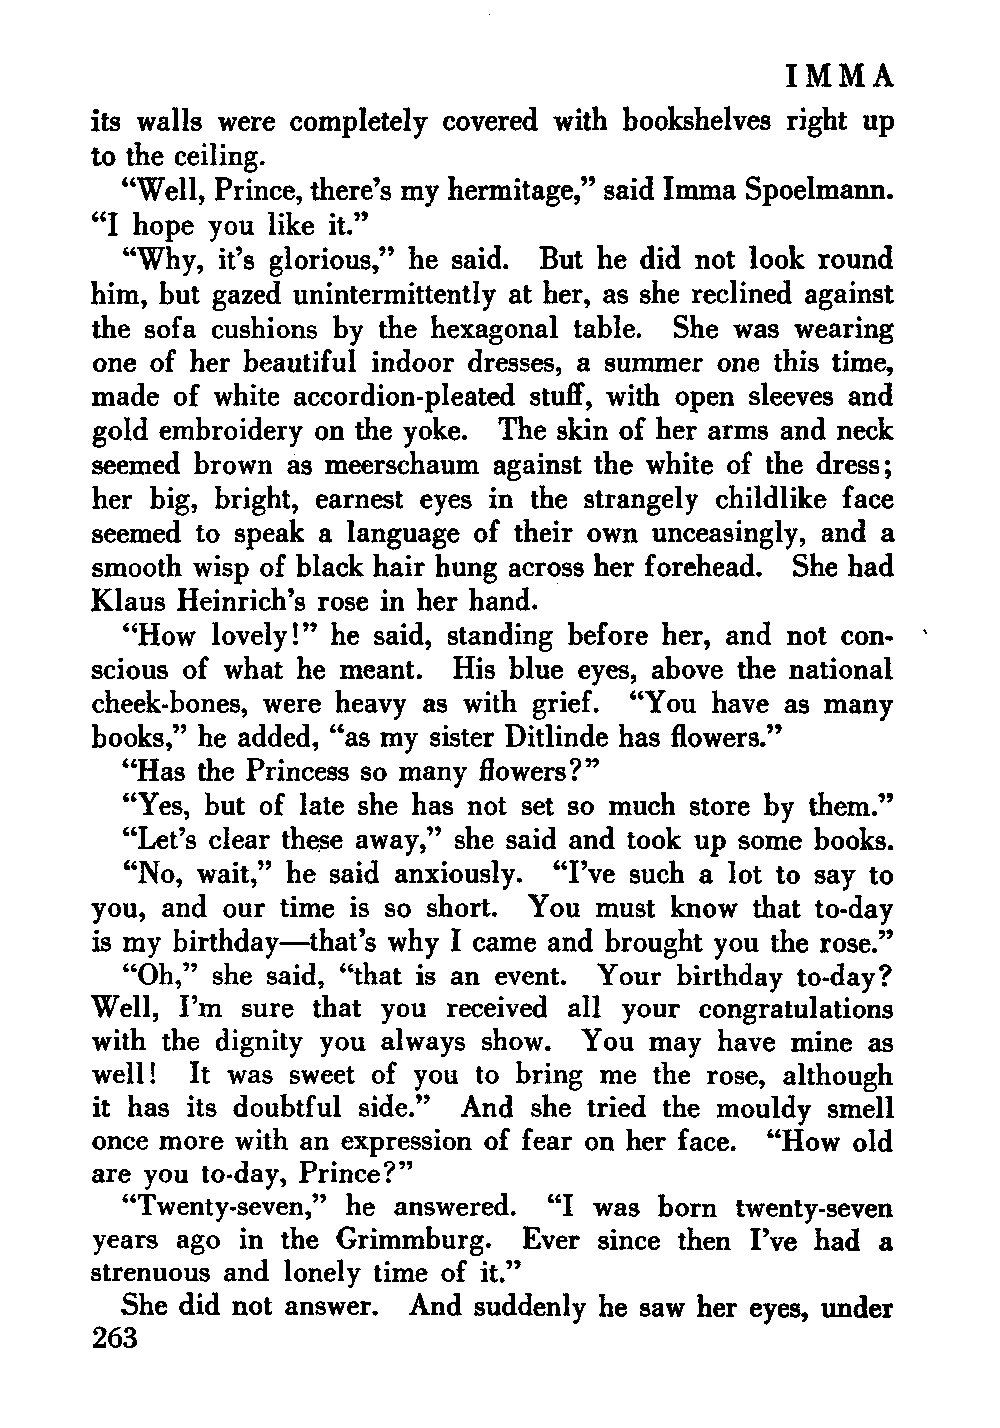 IMMA
its walls were completely covered with bookshelves right up
to the ceiling.
“Well, Prince, there’s my hermitage,” said Imma Spoelmann.
“I hope you like it.”
“Why, it’s glorious,” he said. But he did not look round
him, but gazed unintermittently at her, as she reclined against
the sofa cushions by the hexagonal table. She was wearing
one of her beautiful indoor dresses, a summer one this time,
made of white accordion-pleated stuff, with open sleeves and
gold embroidery on the yoke. The skin of her arms and neck
seemed brown as meerschaum against the white of the dress;
her big, bright, earnest eyes in the strangely childlike face
seemed to speak a language of their own unceasingly, and a
smooth wisp of black hair hung across her forehead. She had
Klaus Heinrich’s rose in her hand.
“How lovely!” he said, standing before her, and not con-
scious of what he meant. His blue eyes, above the national
cheek-bones, were heavy as with grief. “You have as many
books,” he added, “as my sister Ditlinde has flowers.”
“Has the Princess so many flowers?”
“Yes, but of late she has not set so much store by them.”
“Let’s clear these away,” she said and took up some books.
“No, wait,” he said anxiously. “I’ve such a lot to say to
you, and our time is so short. You must know that to-day
is my birthday—that’s why I came and brought you the rose.”
“Oh,” she said, “that is an event. Your birthday to-day?
Well, I’m sure that you received all your congratulations
with the dignity you always show. You may have mine as
well! It was sweet of you to bring me the rose, although
it has its doubtful side.” And she tried the mouldy smell
once more with an expression of fear on her face. “How old
are you to-day, Prince?”
“Twenty-seven,” he answered. “I was born twenty-seven
years ago in the Grimmburg. Ever since then I’ve had a
strenuous and lonely time of it.”
She did not answer. And suddenly he saw her eyes, under
263